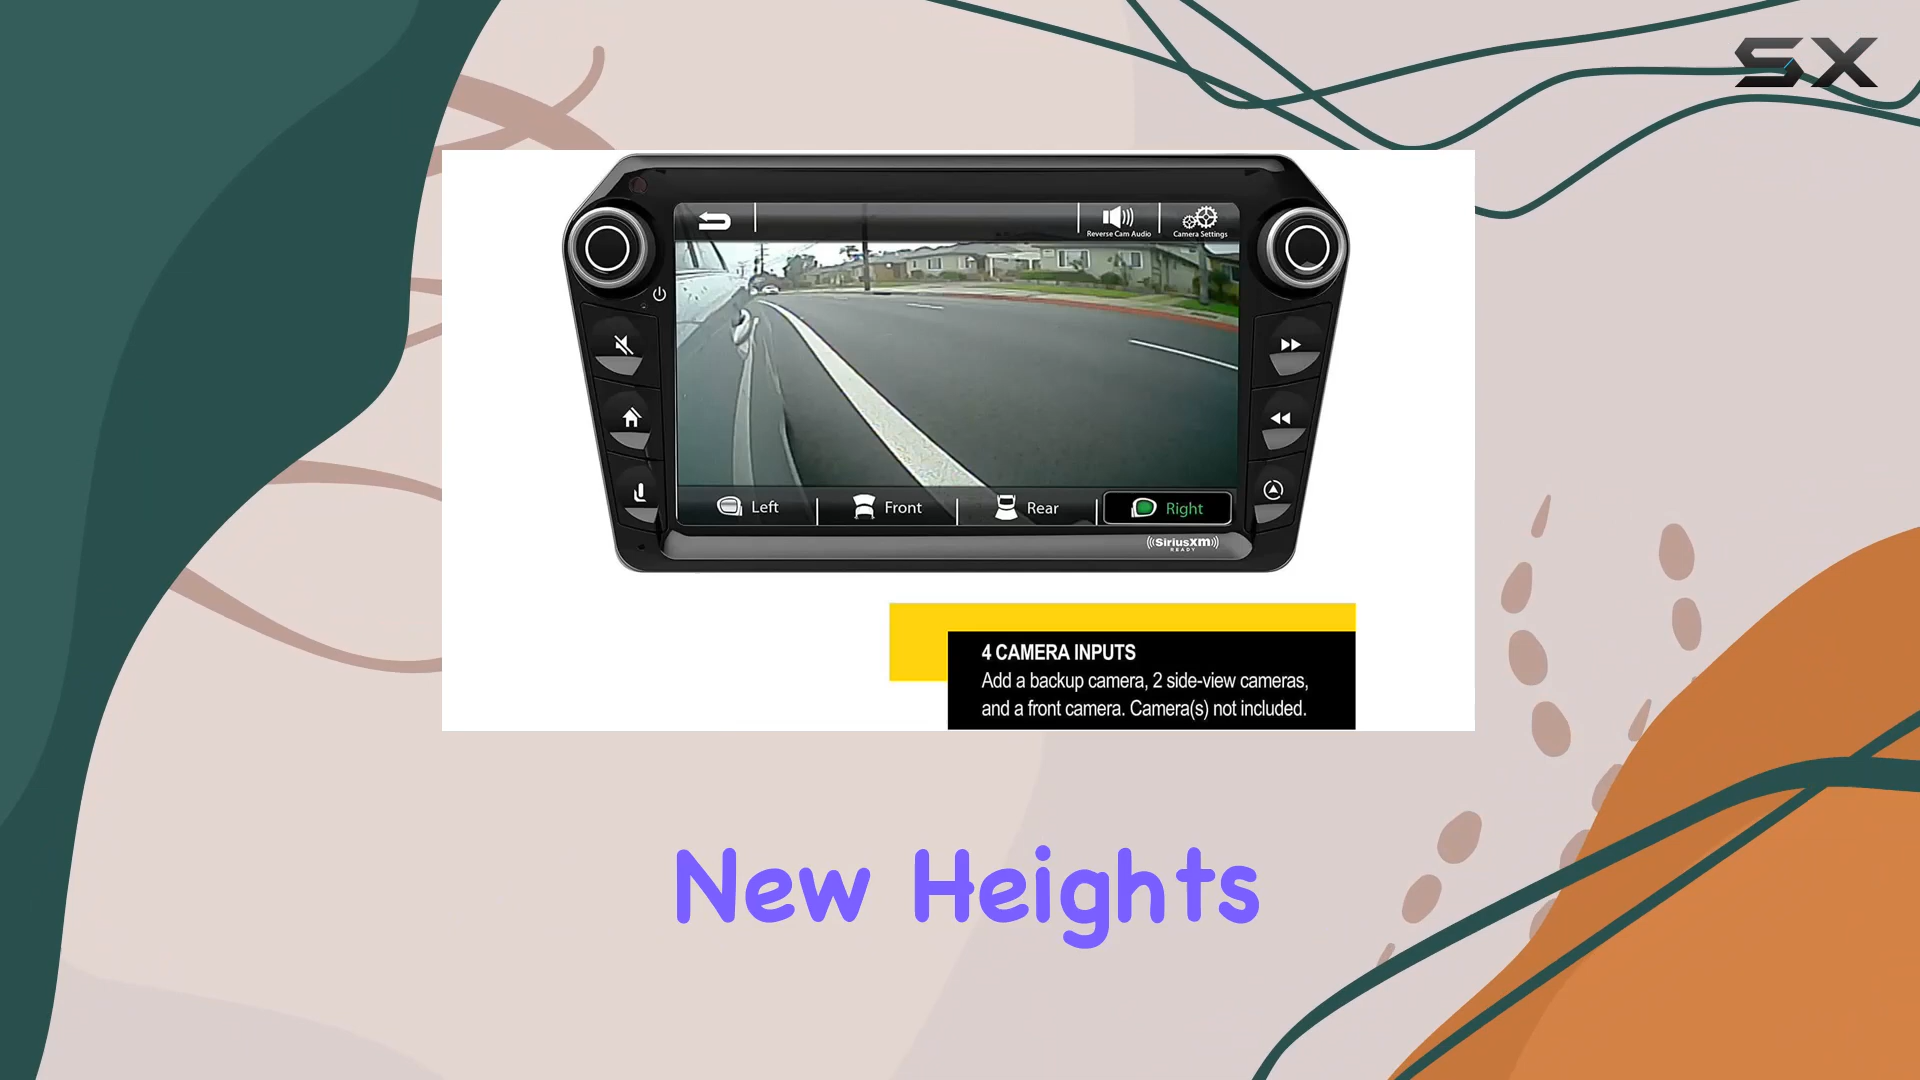 SX
Reverse Cam Audio
Camera Settings
Left
Front
Rear
Right
((SiriusXM))
READY
4 CAMERA INPUTS
Add a backup camera, 2 side-view cameras,
and a front camera. Camera(s) not included.
New Heights